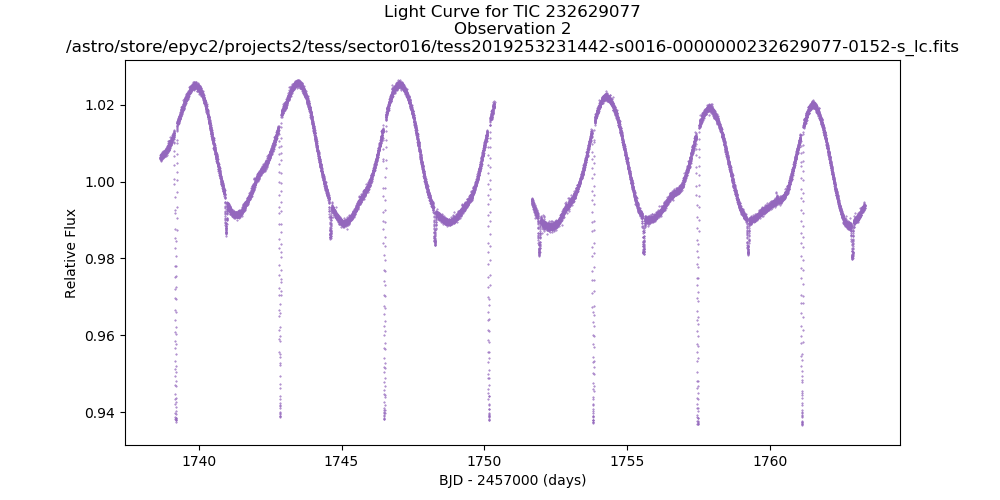 Light Curve for TIC 232629077
Observation 2
/astro/store/epyc2/projects2/tess/sector016/tess2019253231442-s0016-0000000232629077-0152-s_lc.fits
1.02
1.00
0.98
0.96
0.94
Relative Flux
1740 1745 1750 1755 1760
BJD - 2457000 (days)